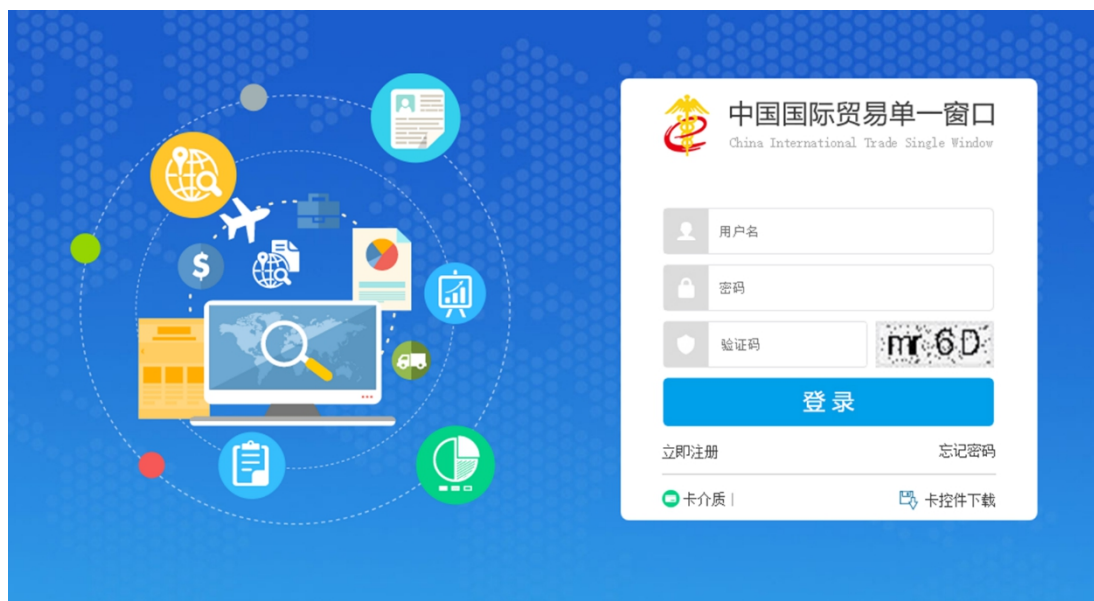 中国国际贸易单一窗口
China International Trade Single Window
用户名
密码
验证码
mr6D
登录
立即注册 忘记密码
卡介质 | 卡控件下载